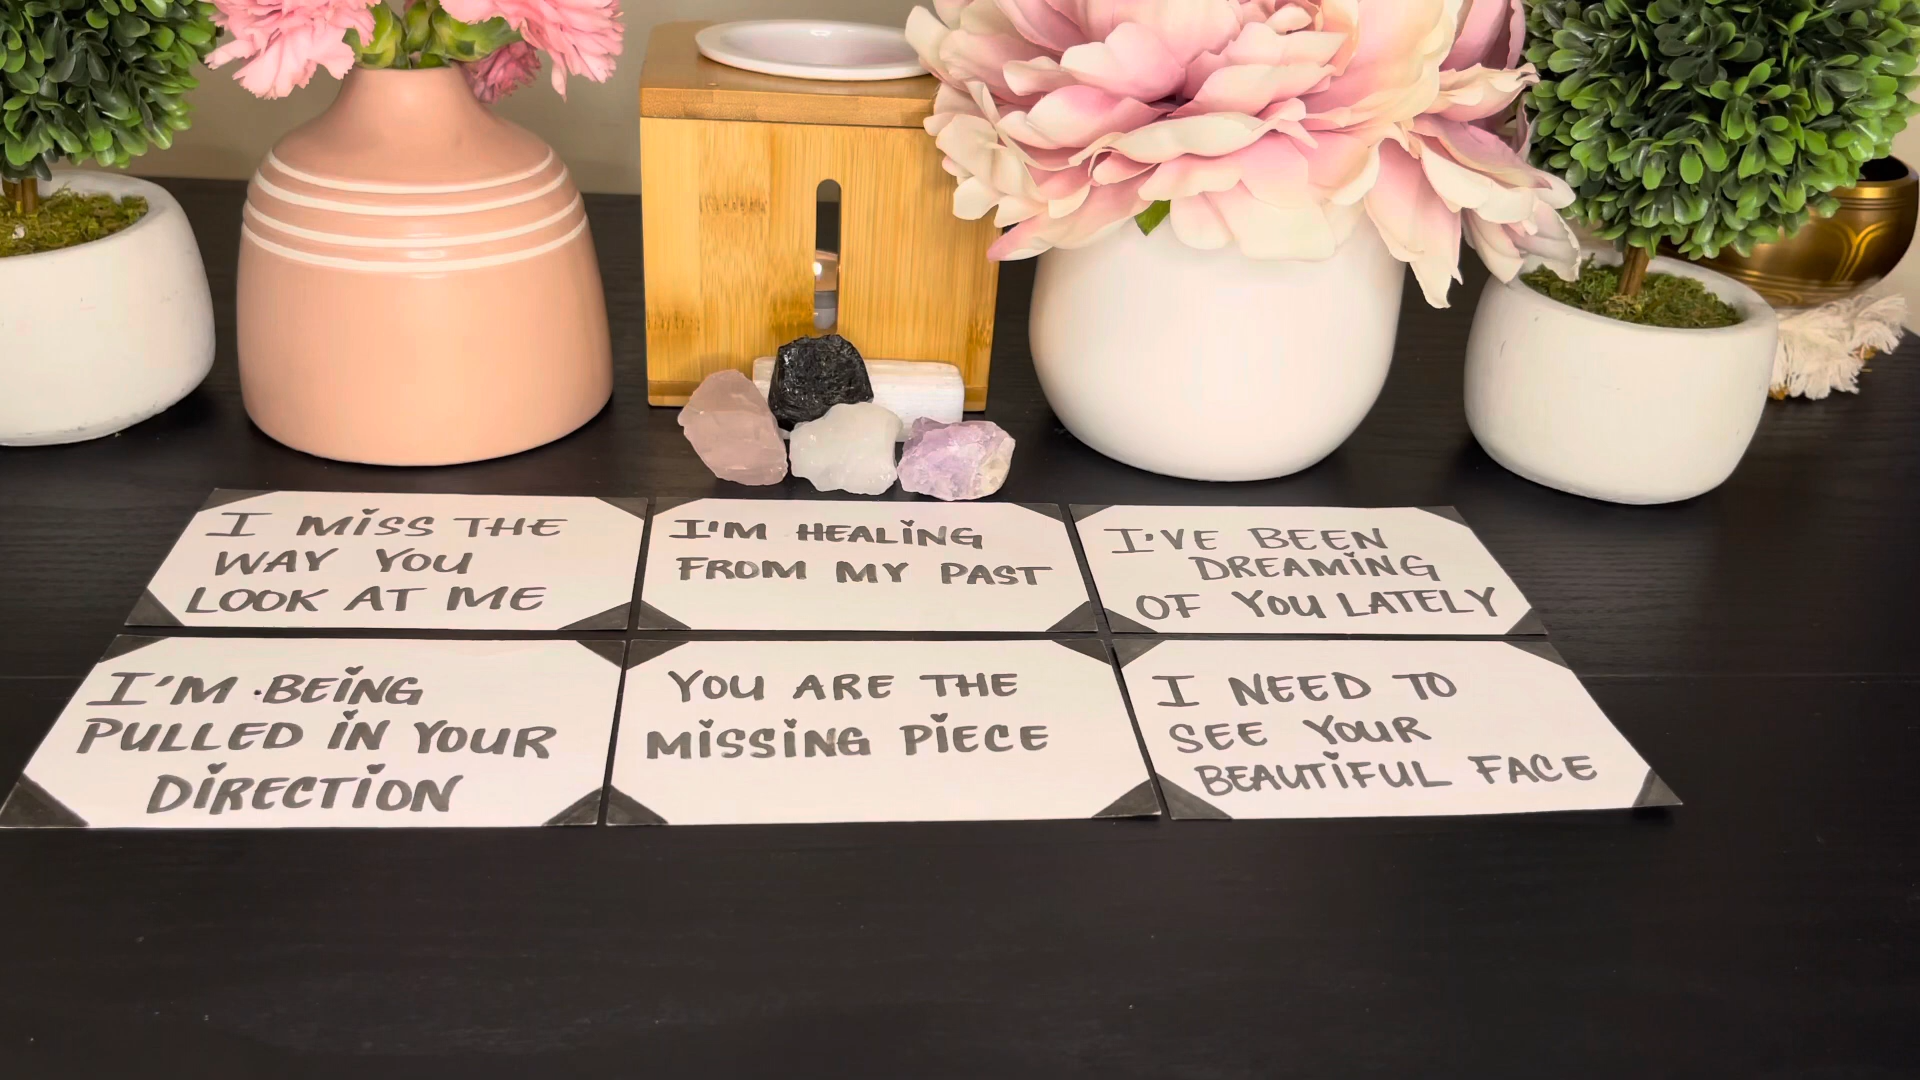 I MISS THE
WAY YOU
LOOK AT ME
I'M HEALING
FROM MY PAST
I'VE BEEN
DREAMING
OF YOU LATELY
I'M BEING
PULLED IN YOUR
DIRECTION
YOU ARE THE
MISSING PIECE
I NEED TO
SEE YOUR
BEAUTIFUL FACE